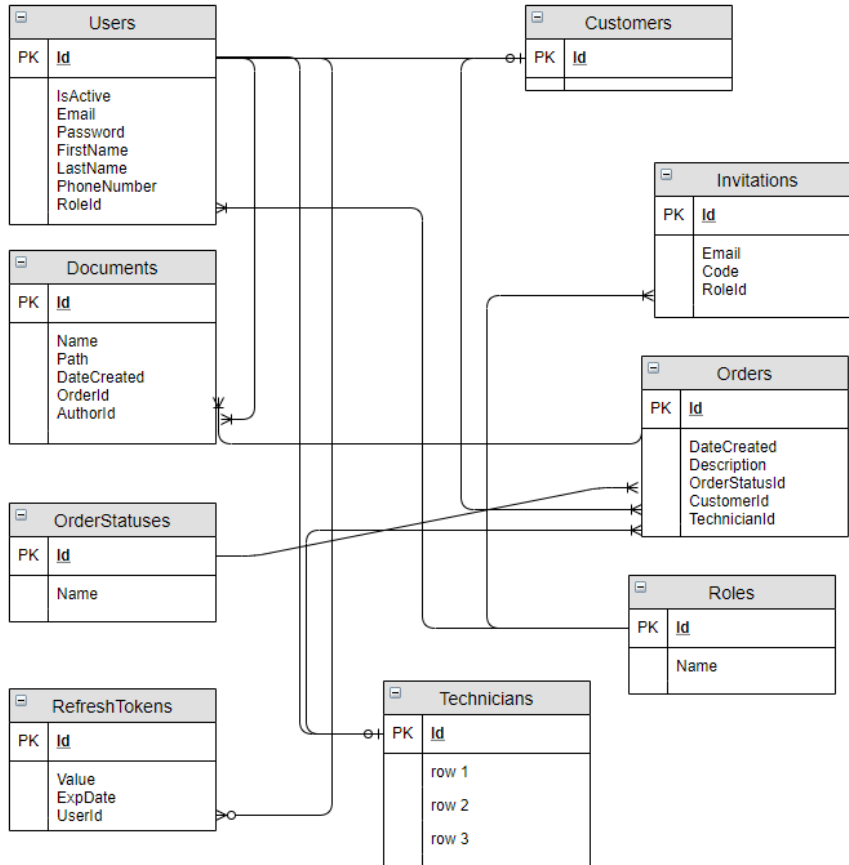 Users
PK Id
IsActive
Email
Password
FirstName
LastName
PhoneNumber
RoleId
Customers
PK Id
Invitations
PK Id
Email
Code
RoleId
Documents
PK Id
Name
Path
DateCreated
OrderId
AuthorId
Orders
PK Id
DateCreated
Description
OrderStatusId
CustomerId
TechnicianId
OrderStatuses
PK Id
Name
Roles
PK Id
Name
RefreshTokens
PK Id
Value
ExpDate
UserId
Technicians
PK Id
row 1
row 2
row 3